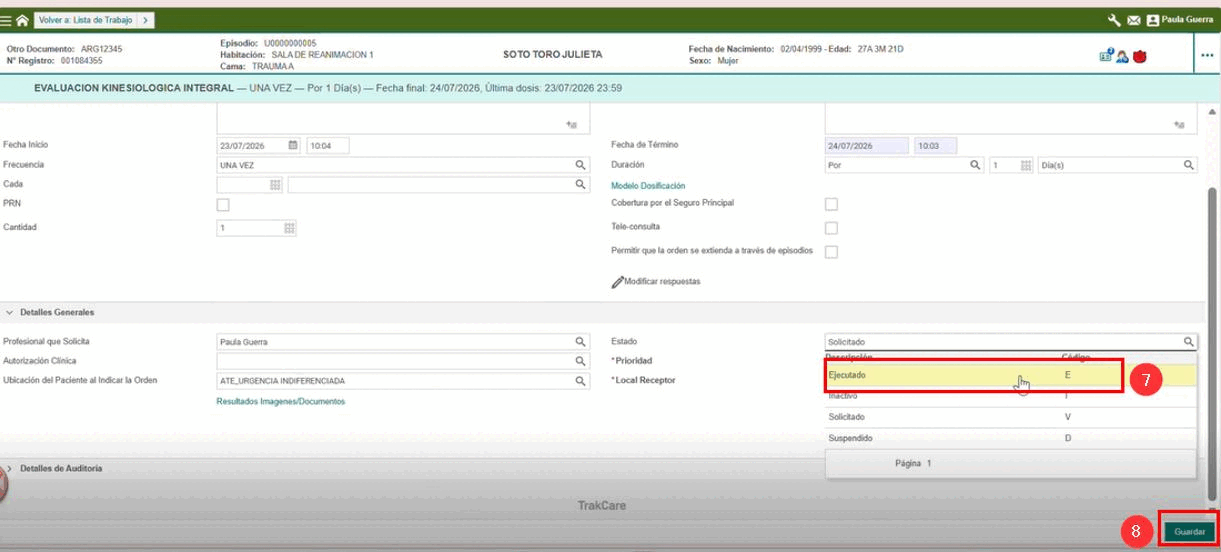 Volver a: Lista de Trabajo >
Paula Guerra
Otro Documento: ARG12345
N° Registro: 001084355
Episodio: U0000000005
Habitación: SALA DE REANIMACION 1
Cama: TRAUMA A
SOTO TORO JULIETA
Fecha de Nacimiento: 02/04/1999 - Edad: 27A 3M 21D
Sexo: Mujer
EVALUACION KINESIOLOGICA INTEGRAL — UNA VEZ — Por 1 Día(s) — Fecha final: 24/07/2026, Última dosis: 23/07/2026 23:59
Fecha Inicio 23/07/2026 10:04 Fecha de Término 24/07/2026 10:03
Frecuencia UNA VEZ Duración Por 1 Día(s)
Cada Modelo Dosificación
PRN Cobertura por el Seguro Principal
Cantidad 1 Tele-consulta
Permitir que la orden se extienda a través de episodios
Modificar respuestas
Detalles Generales
Profesional que Solicita Paula Guerra Estado Solicitado
Autorización Clínica *Prioridad Descripción Código
Ubicación del Paciente al Indicar la Orden ATE_URGENCIA INDIFERENCIADA *Local Receptor Ejecutado E 7
Resultados Imagenes/Documentos Inactivo I
Solicitado V
Suspendido D
Página 1
Detalles de Auditoría
TrakCare
8 Guardar